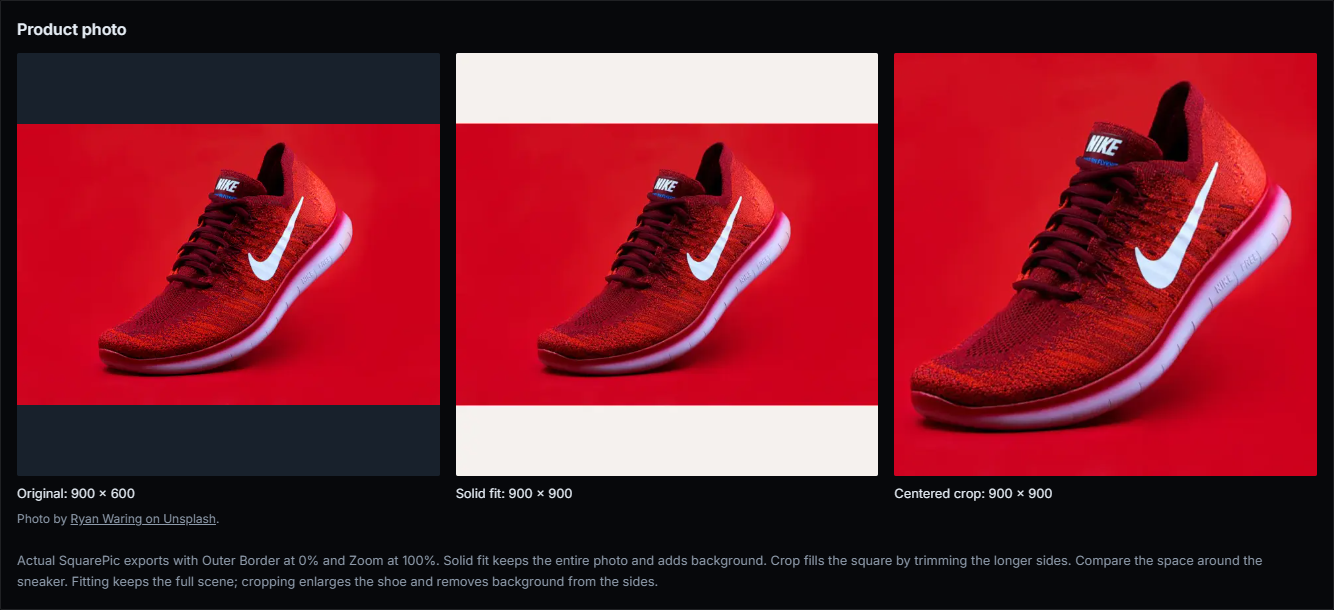 Product photo
NIKE
NIKE
NIKE
NIKE FREE
Original: 900 × 600
Solid fit: 900 × 900
Centered crop: 900 × 900
Photo by Ryan Waring on Unsplash.
Actual SquarePic exports with Outer Border at 0% and Zoom at 100%. Solid fit keeps the entire photo and adds background. Crop fills the square by trimming the longer sides. Compare the space around the
sneaker. Fitting keeps the full scene; cropping enlarges the shoe and removes background from the sides.